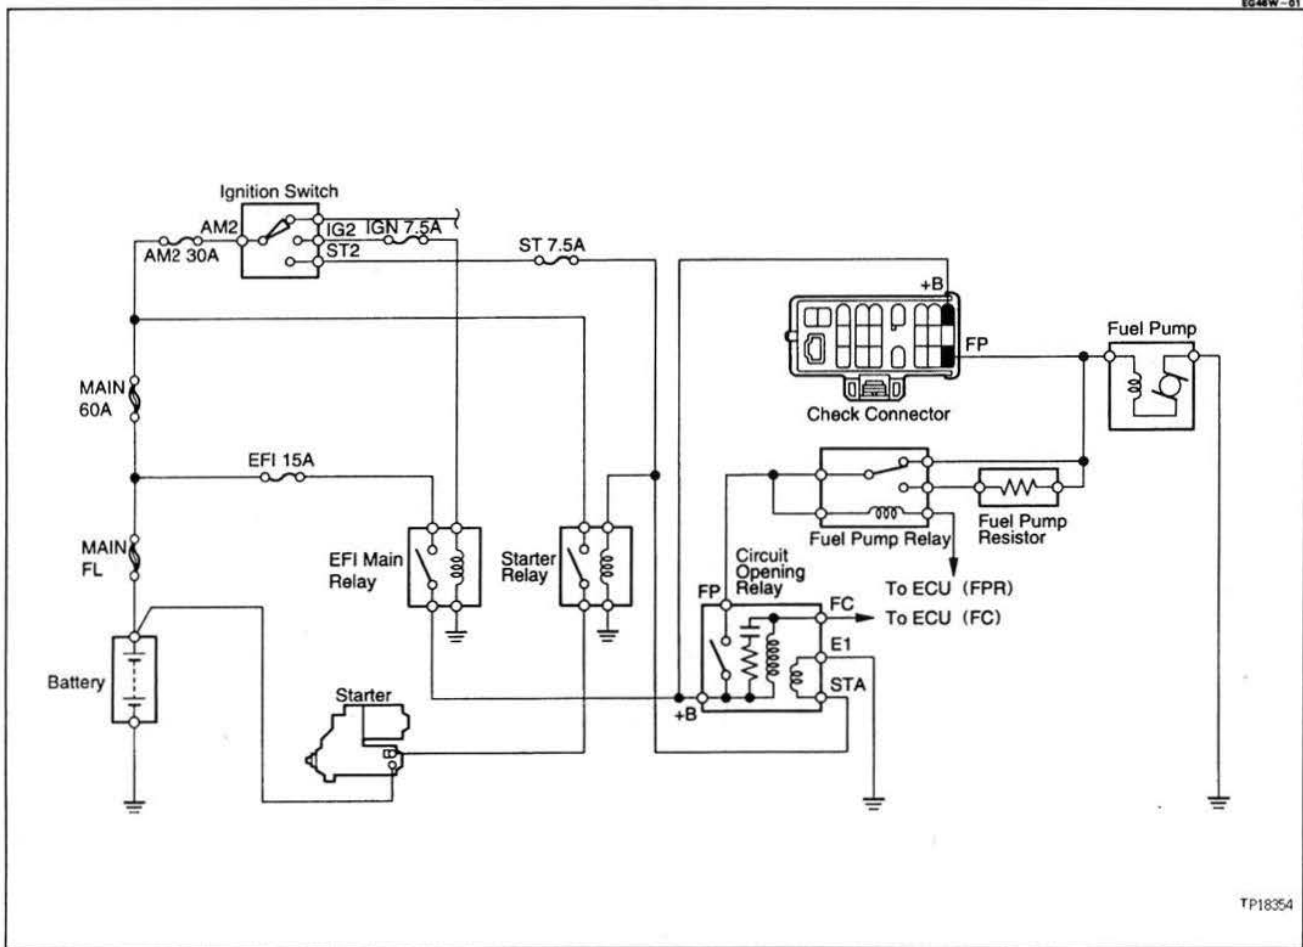 EG46W-01
Ignition Switch
AM2
IG2
IGN 7.5A
AM2 30A
ST2
ST 7.5A
+B
Fuel Pump
FP
MAIN
60A
Check Connector
EFI 15A
Fuel Pump Relay
Fuel Pump
Resistor
MAIN
FL
EFI Main
Relay
Starter
Relay
Circuit
Opening
Relay
To ECU (FPR)
FP
FC
To ECU (FC)
E1
STA
Battery
Starter
+B
TP18354